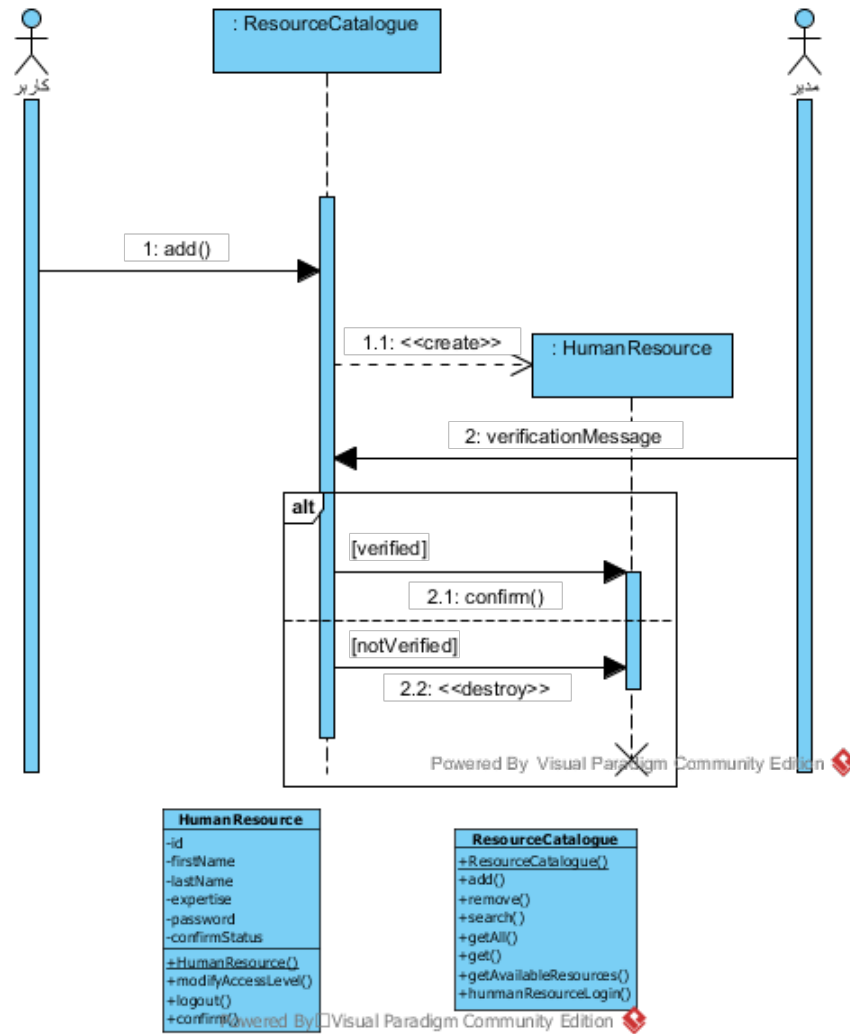 : ResourceCatalogue
کاربر
مدیر
1: add()
1.1: <<create>>
: HumanResource
2: verificationMessage
alt
[verified]
2.1: confirm()
[notVerified]
2.2: <<destroy>>
Powered By Visual Paradigm Community Edition
HumanResource
-id
-firstName
-lastName
-expertise
-password
-confirmStatus
+HumanResource()
+modifyAccessLevel()
+logout()
+confirm()
ResourceCatalogue
+ResourceCatalogue()
+add()
+remove()
+search()
+getAll()
+get()
+getAvailableResources()
+hunmanResourceLogin()
Powered By Visual Paradigm Community Edition